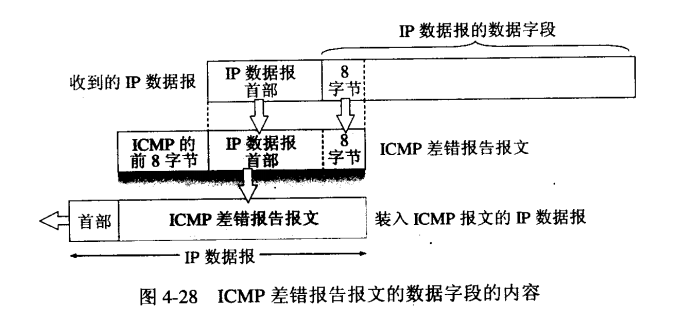 IP 数据报的数据字段
收到的 IP 数据报
IP 数据报
首部
8
字节
ICMP 的
前 8 字节
IP 数据报
首部
8
字节
ICMP 差错报告报文
首部
ICMP 差错报告报文
装入 ICMP 报文的 IP 数据报
IP 数据报
图 4-28 ICMP 差错报告报文的数据字段的内容